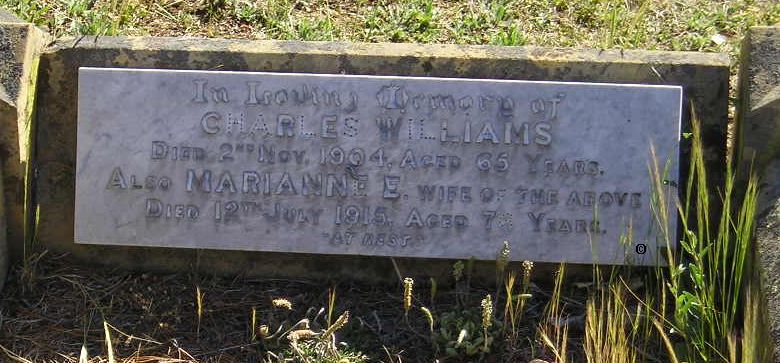 In Loving Memory of
CHARLES WILLIAMS
DIED 2ND NOV. 1904, AGED 65 YEARS.
ALSO MARIANNE E. WIFE OF THE ABOVE
DIED 12TH JULY 1915, AGED YEARS.
"AT REST"